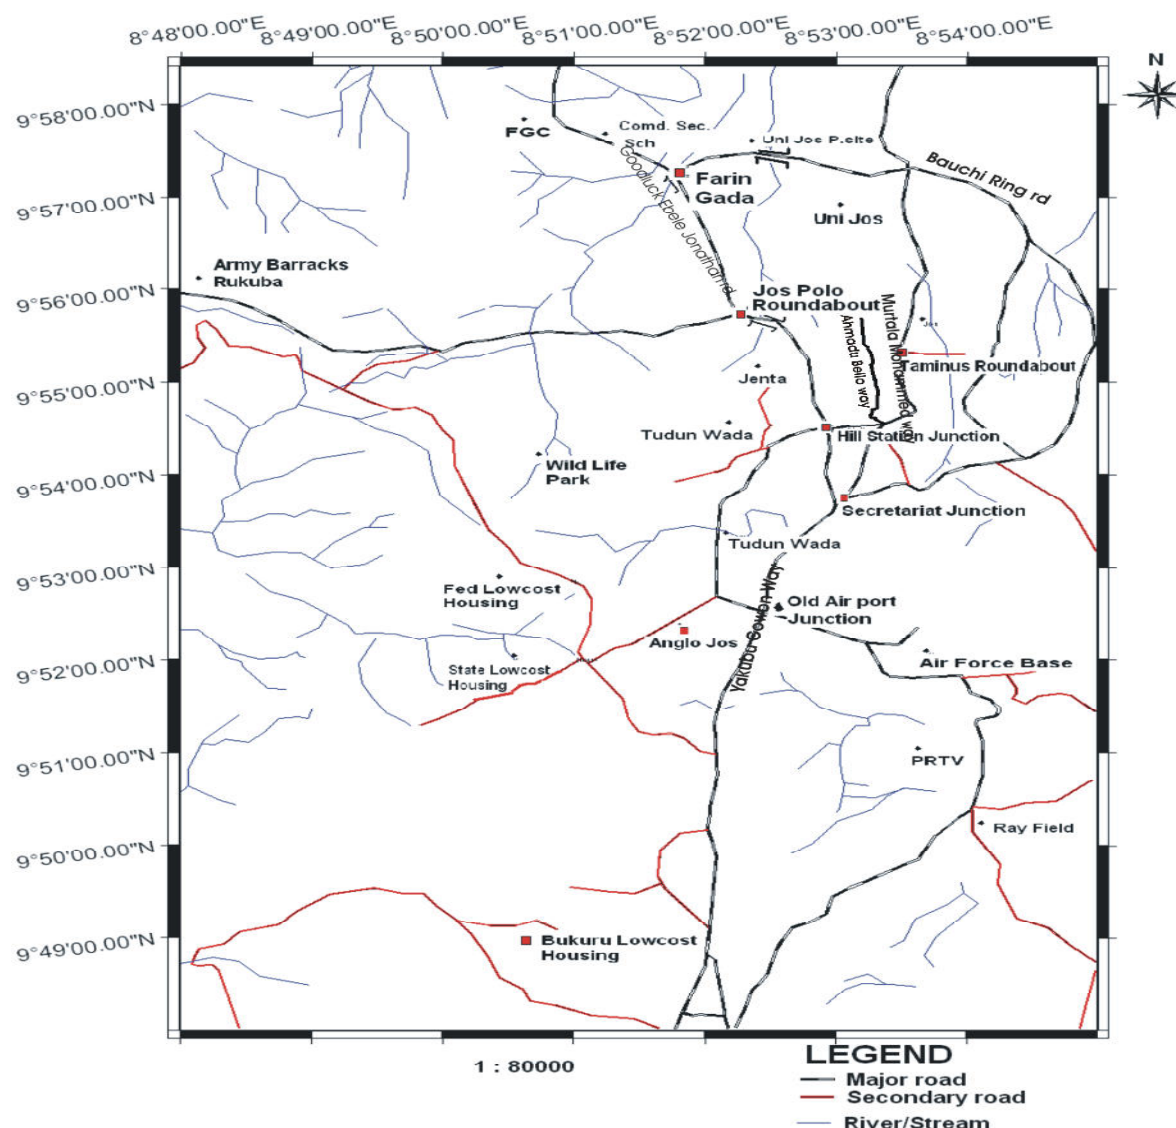 8°48'00.00"E
8°49'00.00"E
8°50'00.00"E
8°51'00.00"E
8°52'00.00"E
8°53'00.00"E
8°54'00.00"E
N
9°58'00.00"N
9°57'00.00"N
9°56'00.00"N
9°55'00.00"N
9°54'00.00"N
9°53'00.00"N
9°52'00.00"N
9°51'00.00"N
9°50'00.00"N
9°49'00.00"N
FGC
Comd. Sec.
Sch
Uni Jos P.site
Bauchi Ring rd
Farin
Gada
Goodluck Ebele Jonathan rd
Uni Jos
Army Barracks
Rukuba
Jos Polo
Roundabout
Murtala Mohammed way
Ahmadu Bello way
Jos
Taminus Roundabout
Jenta
Tudun Wada
Hill Station Junction
Wild Life
Park
Secretariat Junction
Tudun Wada
Fed Lowcost
Housing
Yakubu Gowon Way
Old Air port
Junction
Anglo Jos
Air Force Base
State Lowcost
Housing
PRTV
Ray Field
Bukuru Lowcost
Housing
1 : 80000
LEGEND
Major road
Secondary road
River/Stream